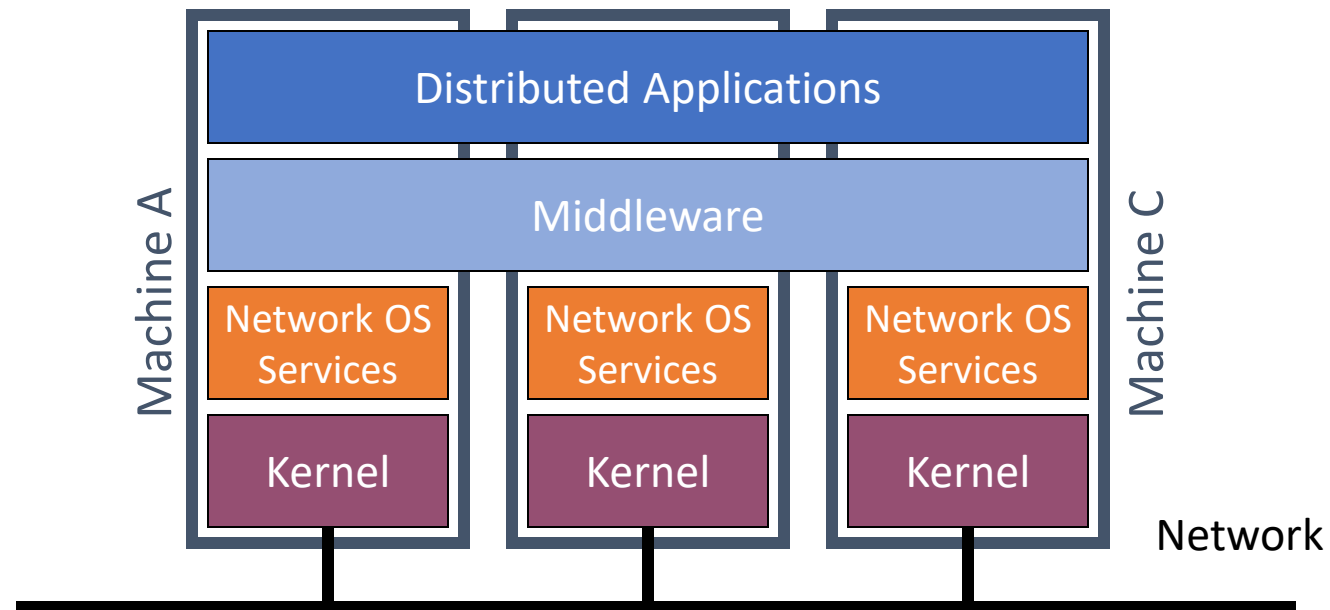 Distributed Applications
Middleware
Machine A
Machine C
Network OS
Services
Network OS
Services
Network OS
Services
Kernel
Kernel
Kernel
Network